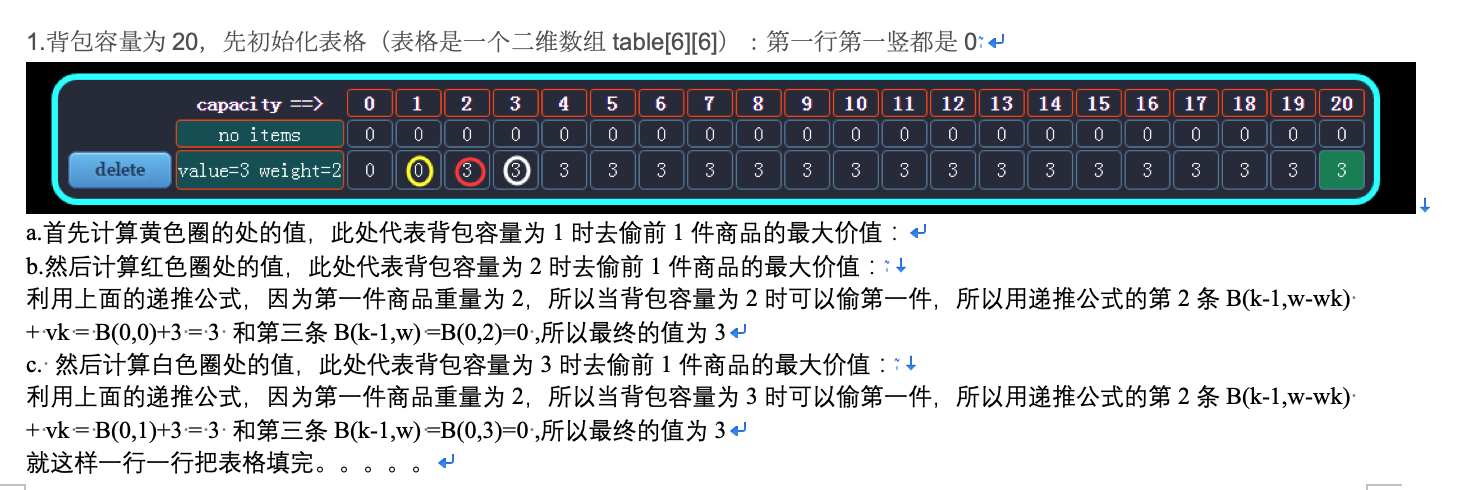 1.背包容量为 20，先初始化表格（表格是一个二维数组 table[6][6]）：第一行第一竖都是 0
capacity ==> 0 1 2 3 4 5 6 7 8 9 10 11 12 13 14 15 16 17 18 19 20
no items 0 0 0 0 0 0 0 0 0 0 0 0 0 0 0 0 0 0 0 0 0
delete value=3 weight=2 0 0 3 3 3 3 3 3 3 3 3 3 3 3 3 3 3 3 3 3 3
a.首先计算黄色圈的处的值，此处代表背包容量为 1 时去偷前 1 件商品的最大价值：
b.然后计算红色圈处的值，此处代表背包容量为 2 时去偷前 1 件商品的最大价值：
利用上面的递推公式，因为第一件商品重量为 2，所以当背包容量为 2 时可以偷第一件，所以用递推公式的第 2 条 B(k-1,w-wk)
+ vk = B(0,0)+3 = 3 和第三条 B(k-1,w) =B(0,2)=0 ,所以最终的值为 3
c. 然后计算白色圈处的值，此处代表背包容量为 3 时去偷前 1 件商品的最大价值：
利用上面的递推公式，因为第一件商品重量为 2，所以当背包容量为 3 时可以偷第一件，所以用递推公式的第 2 条 B(k-1,w-wk)
+ vk = B(0,1)+3 = 3 和第三条 B(k-1,w) =B(0,3)=0 ,所以最终的值为 3
就这样一行一行把表格填完。。。。。